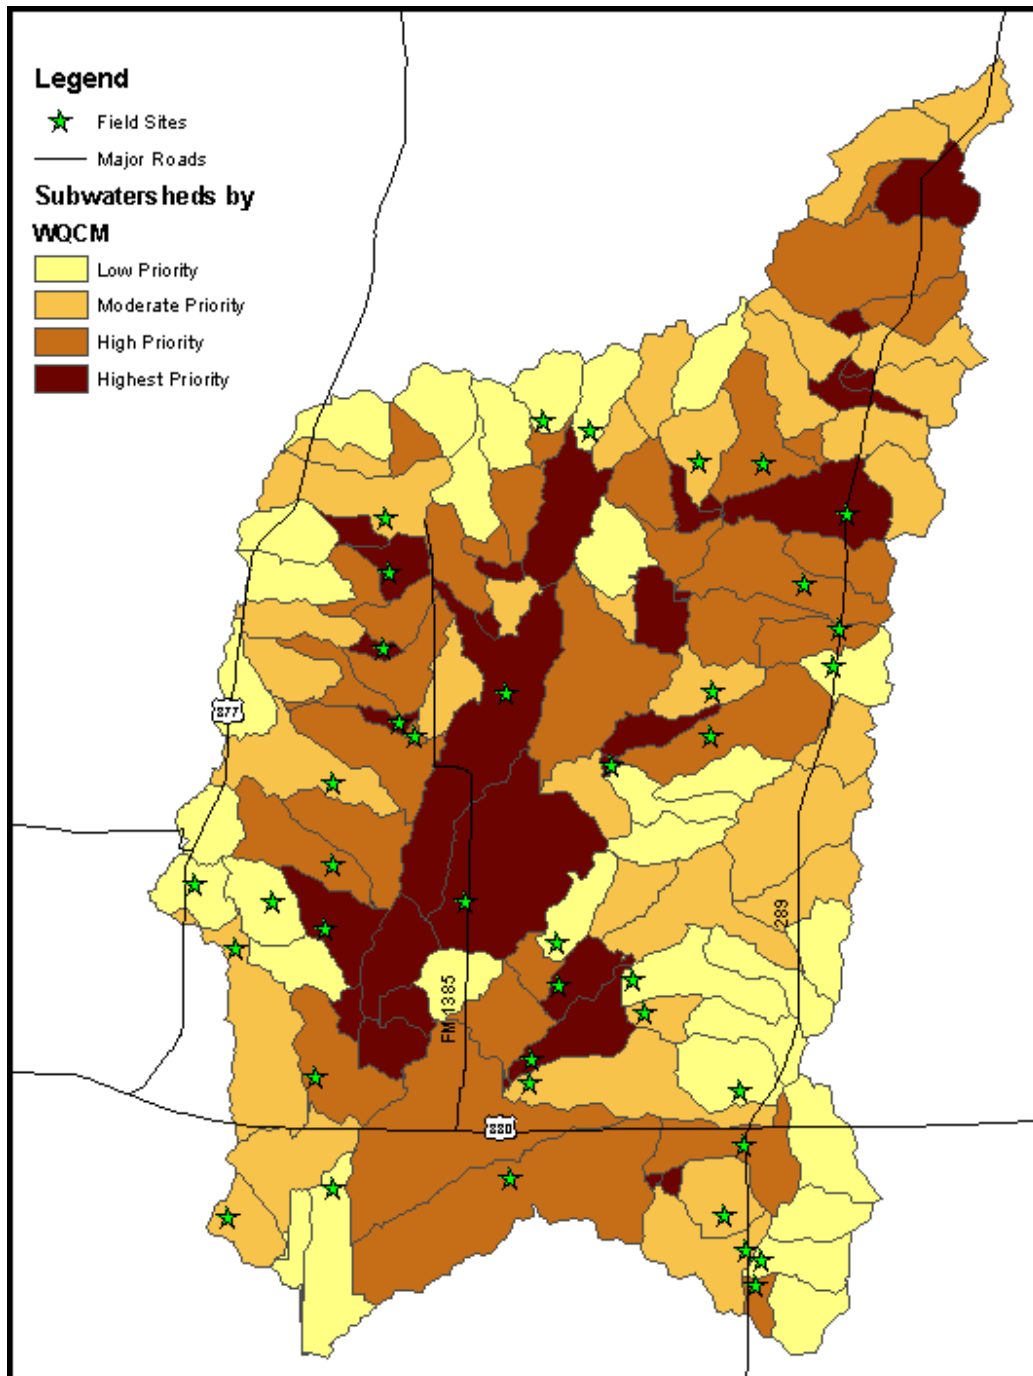 Legend
Field Sites
Major Roads
Subwatersheds by
WQCM
Low Priority
Moderate Priority
High Priority
Highest Priority
377
289
FM 1385
380